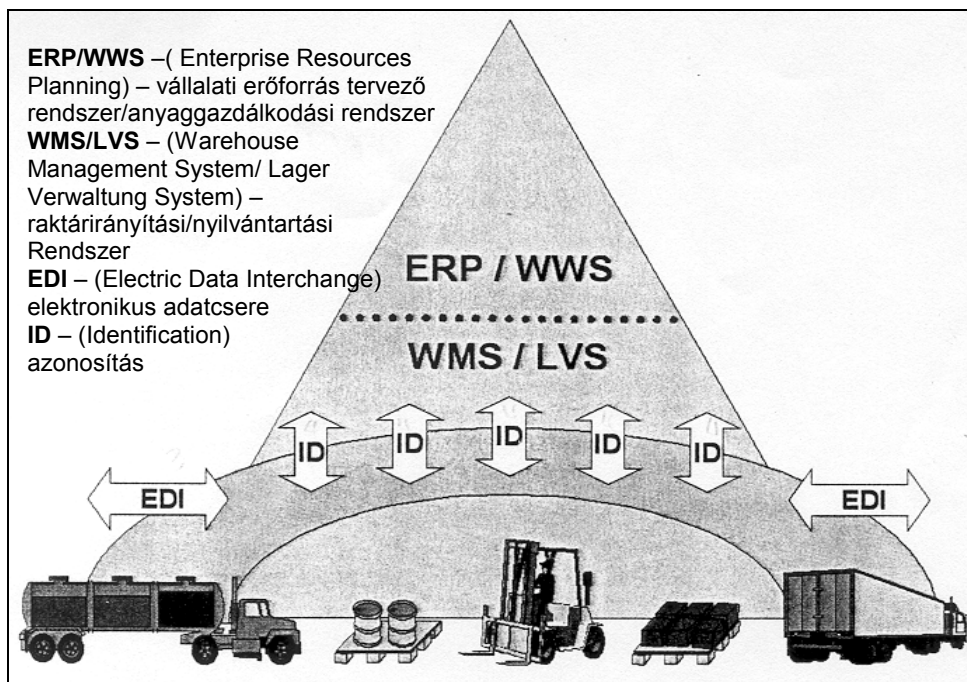 ERP/WWS –( Enterprise Resources
Planning) – vállalati erőforrás tervező
rendszer/anyaggazdálkodási rendszer
WMS/LVS – (Warehouse
Management System/ Lager
Verwaltung System) –
raktárirányítási/nyilvántartási
Rendszer
EDI – (Electric Data Interchange)
elektronikus adatcsere
ID – (Identification)
azonosítás
ERP / WWS
WMS / LVS
ID ID ID ID ID
EDI EDI